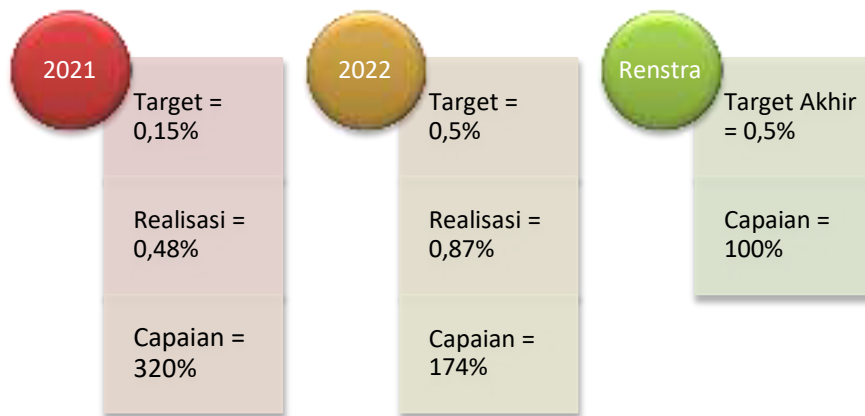 2021
Target =
0,15%
Realisasi =
0,48%
Capaian =
320%
2022
Target =
0,5%
Realisasi =
0,87%
Capaian =
174%
Renstra
Target Akhir
= 0,5%
Capaian =
100%